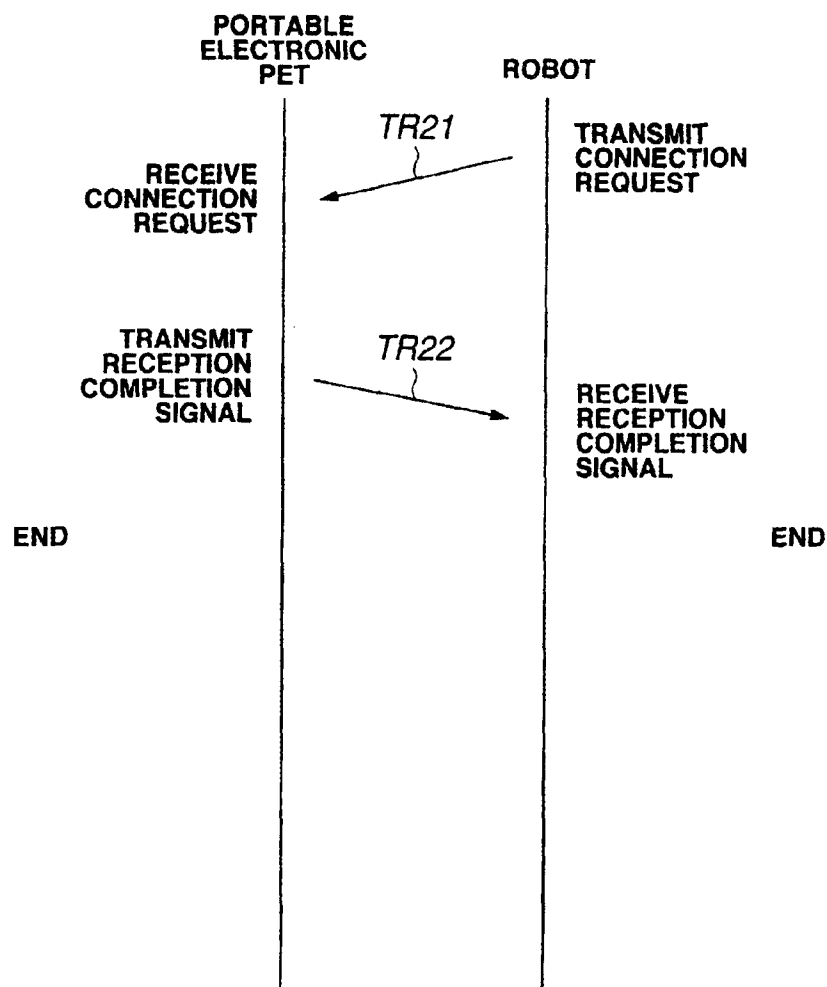 PORTABLE
ELECTRONIC
PET
ROBOT
TR21
TRANSMIT
CONNECTION
REQUEST
RECEIVE
CONNECTION
REQUEST
TRANSMIT
RECEPTION
COMPLETION
SIGNAL
TR22
RECEIVE
RECEPTION
COMPLETION
SIGNAL
END
END